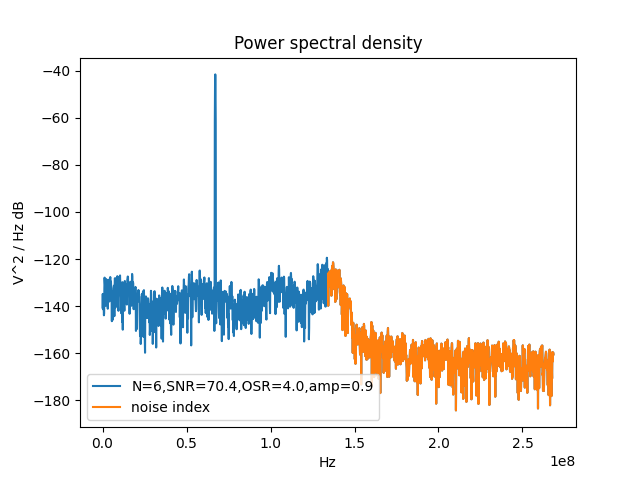 Power spectral density
V^2 / Hz dB
−40
−60
−80
−100
−120
−140
−160
−180
N=6,SNR=70.4,OSR=4.0,amp=0.9
noise index
0.0 0.5 1.0 1.5 2.0 2.5
1e8
Hz